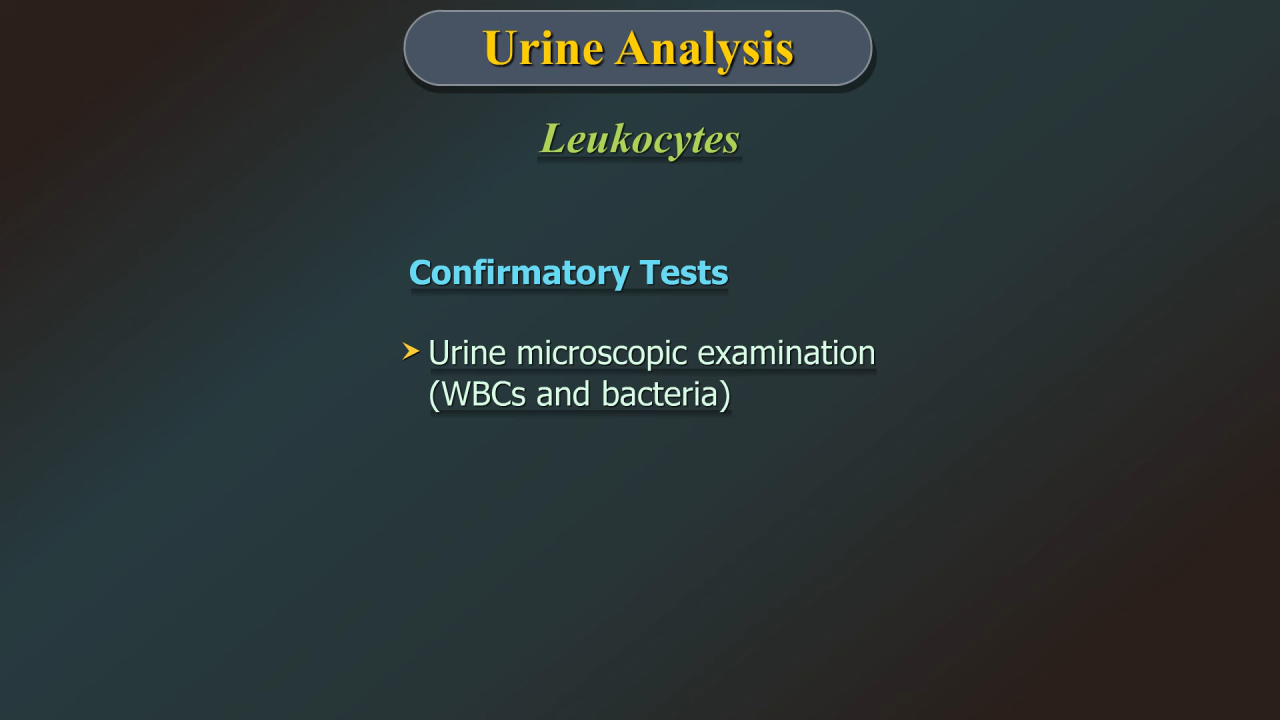 Urine Analysis
Leukocytes
Confirmatory Tests
Urine microscopic examination
(WBCs and bacteria)